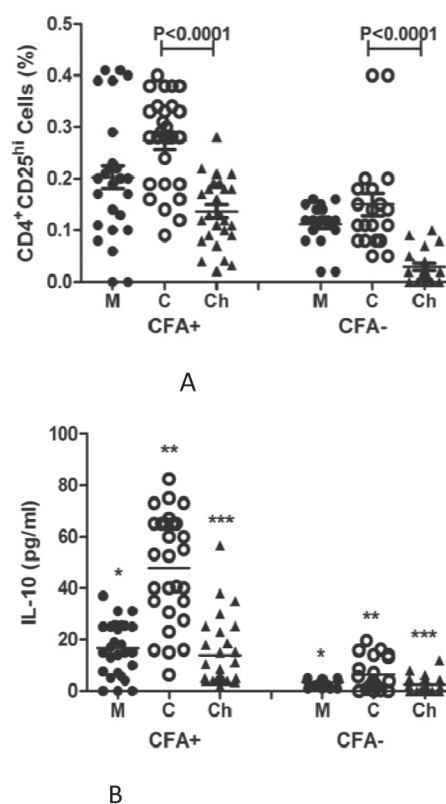 P<0.0001 P<0.0001
CD4+CD25hi Cells (%)
0.5
0.4
0.3
0.2
0.1
0.0
M C Ch M C Ch
CFA+ CFA-
A
IL-10 (pg/ml)
100
80
60
40
20
0
* ** *** * ** ***
M C Ch M C Ch
CFA+ CFA-
B